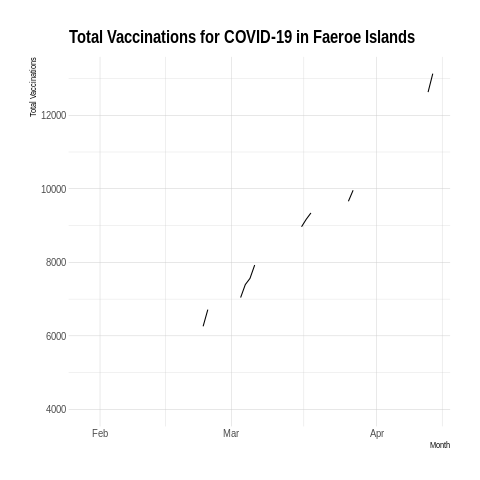 Total Vaccinations for COVID-19 in Faeroe Islands
Total Vaccinations
12000
10000
8000
6000
4000
Feb Mar Apr
Month